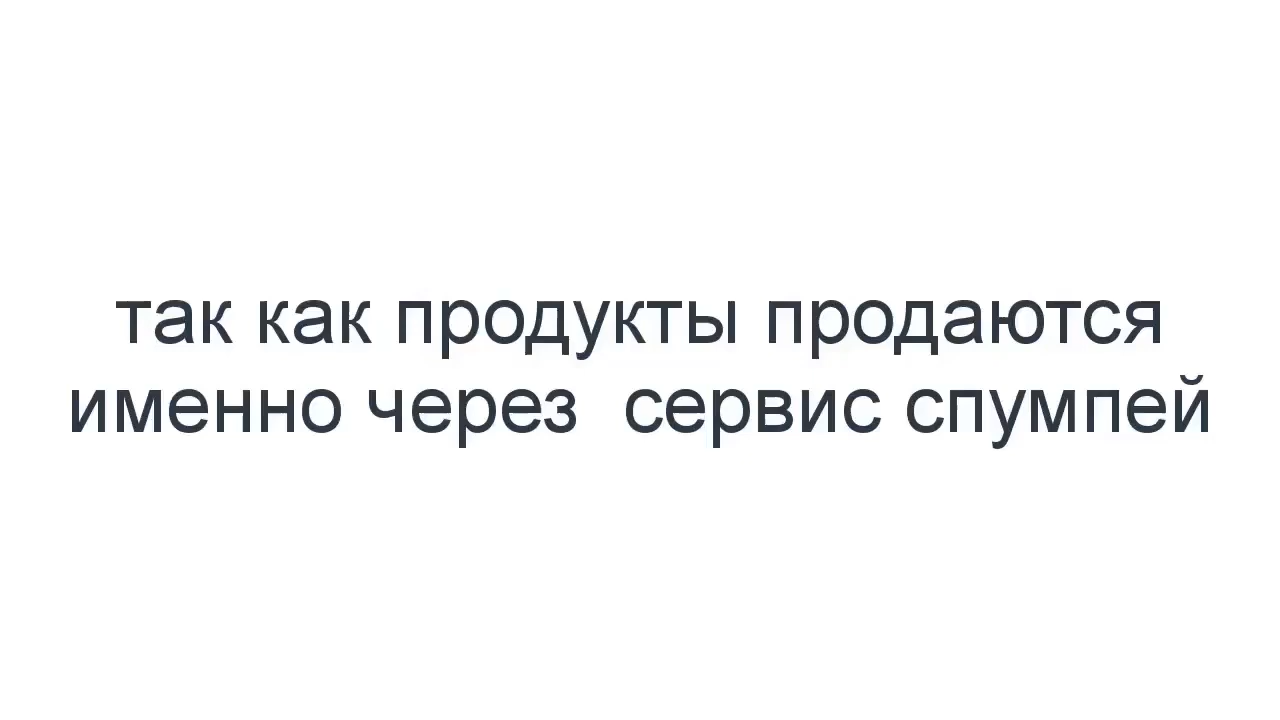 так как продукты продаются
именно через  сервис спумпей